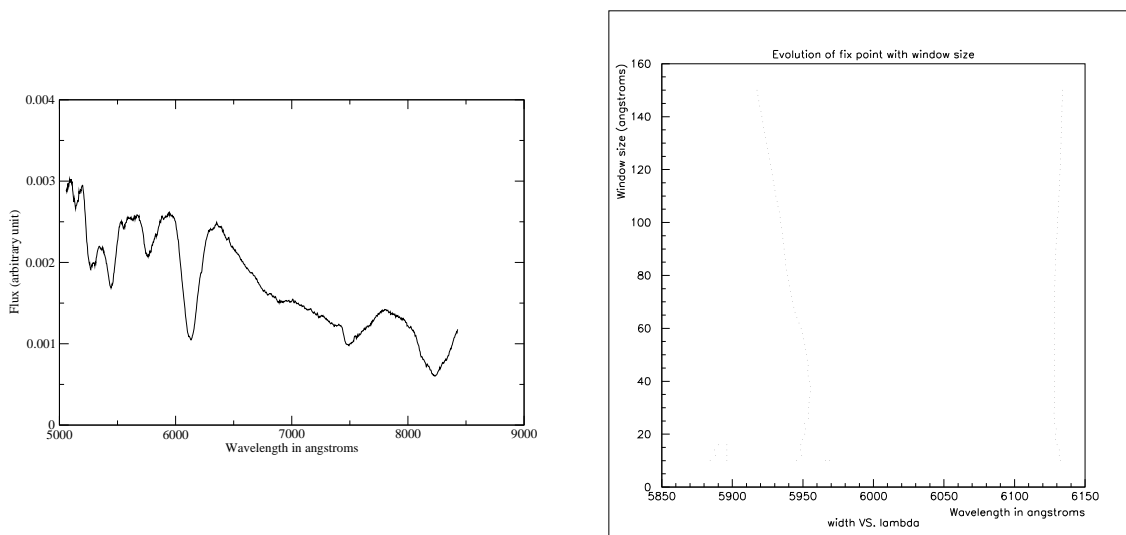 0.004
0.003
0.002
0.001
0
Flux (arbitrary unit)
5000 6000 7000 8000 9000
Wavelength in angstroms
Evolution of fix point with window size
Window size (angstroms)
160
140
120
100
80
60
40
20
0
5850 5900 5950 6000 6050 6100 6150
Wavelength in angstroms
width VS. lambda